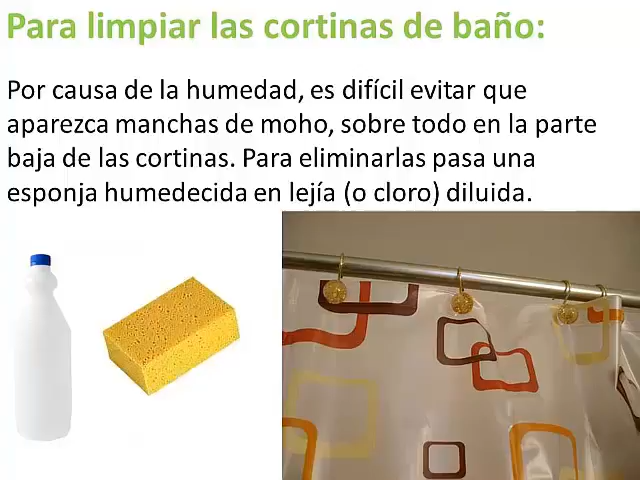 Para limpiar las cortinas de baño:
Por causa de la humedad, es difícil evitar que
aparezca manchas de moho, sobre todo en la parte
baja de las cortinas. Para eliminarlas pasa una
esponja humedecida en lejía (o cloro) diluida.